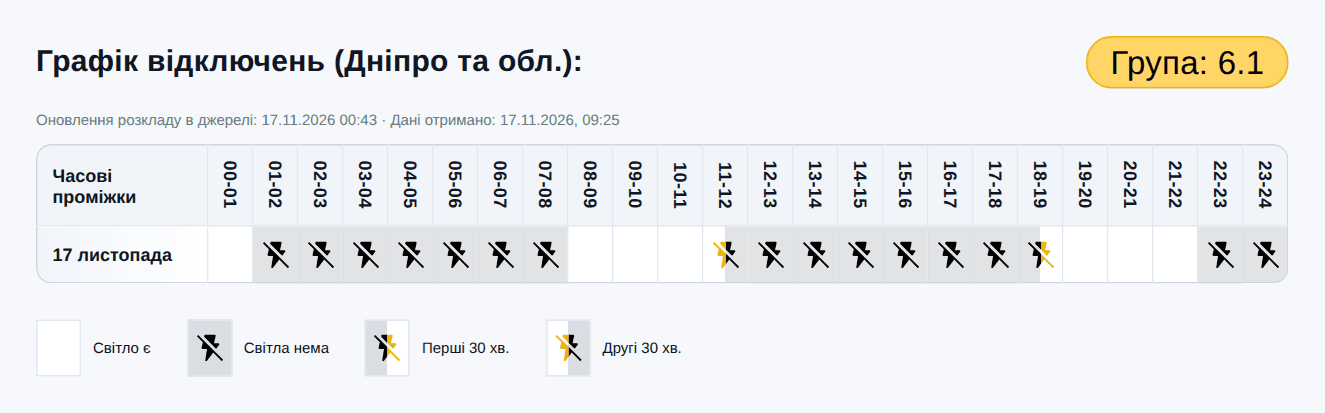 Графік відключень (Дніпро та обл.):
Група: 6.1
Оновлення розкладу в джерелі: 17.11.2026 00:43 · Дані отримано: 17.11.2026, 09:25
Часові
проміжки
00-01
01-02
02-03
03-04
04-05
05-06
06-07
07-08
08-09
09-10
10-11
11-12
12-13
13-14
14-15
15-16
16-17
17-18
18-19
19-20
20-21
21-22
22-23
23-24
17 листопада
Світло є
Світла нема
Перші 30 хв.
Другі 30 хв.